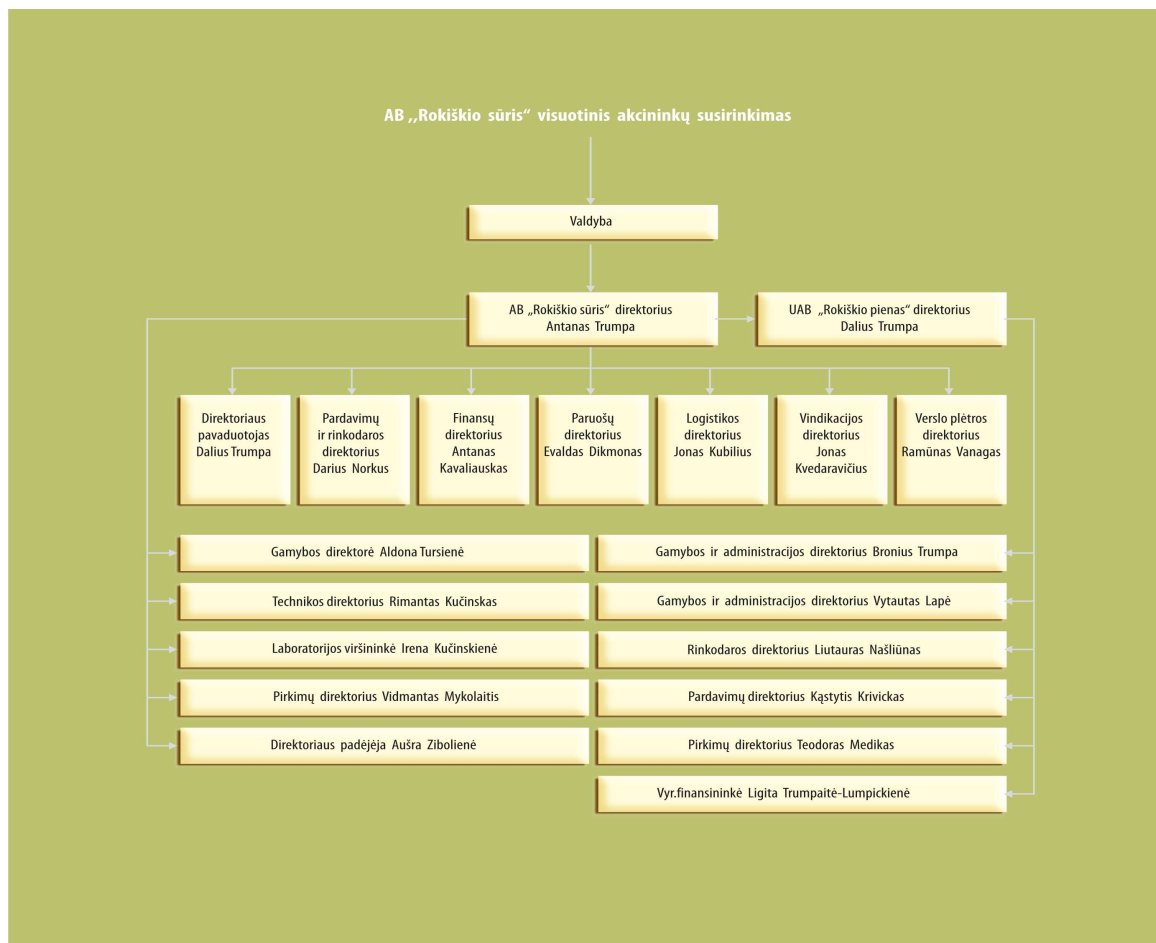 AB ,,Rokiškio sūris“ visuotinis akcininkų susirinkimas
Valdyba
AB „Rokiškio sūris“ direktorius
Antanas Trumpa
UAB „Rokiškio pienas“ direktorius
Dalius Trumpa
Direktoriaus
pavaduotojas
Dalius Trumpa
Pardavimų
ir rinkodaros
direktorius
Darius Norkus
Finansų
direktorius
Antanas
Kavaliauskas
Paruošų
direktorius
Evaldas Dikmonas
Logistikos
direktorius
Jonas Kubilius
Vindikacijos
direktorius
Jonas
Kvedaravičius
Verslo plėtros
direktorius
Ramūnas Vanagas
Gamybos direktorė Aldona Tursienė
Technikos direktorius Rimantas Kučinskas
Laboratorijos viršininkė Irena Kučinskienė
Pirkimų direktorius Vidmantas Mykolaitis
Direktoriaus padėjėja Aušra Zibolienė
Gamybos ir administracijos direktorius Bronius Trumpa
Gamybos ir administracijos direktorius Vytautas Lapė
Rinkodaros direktorius Liutauras Našliūnas
Pardavimų direktorius Kąstytis Krivickas
Pirkimų direktorius Teodoras Medikas
Vyr.finansininkė Ligita Trumpaitė-Lumpickienė